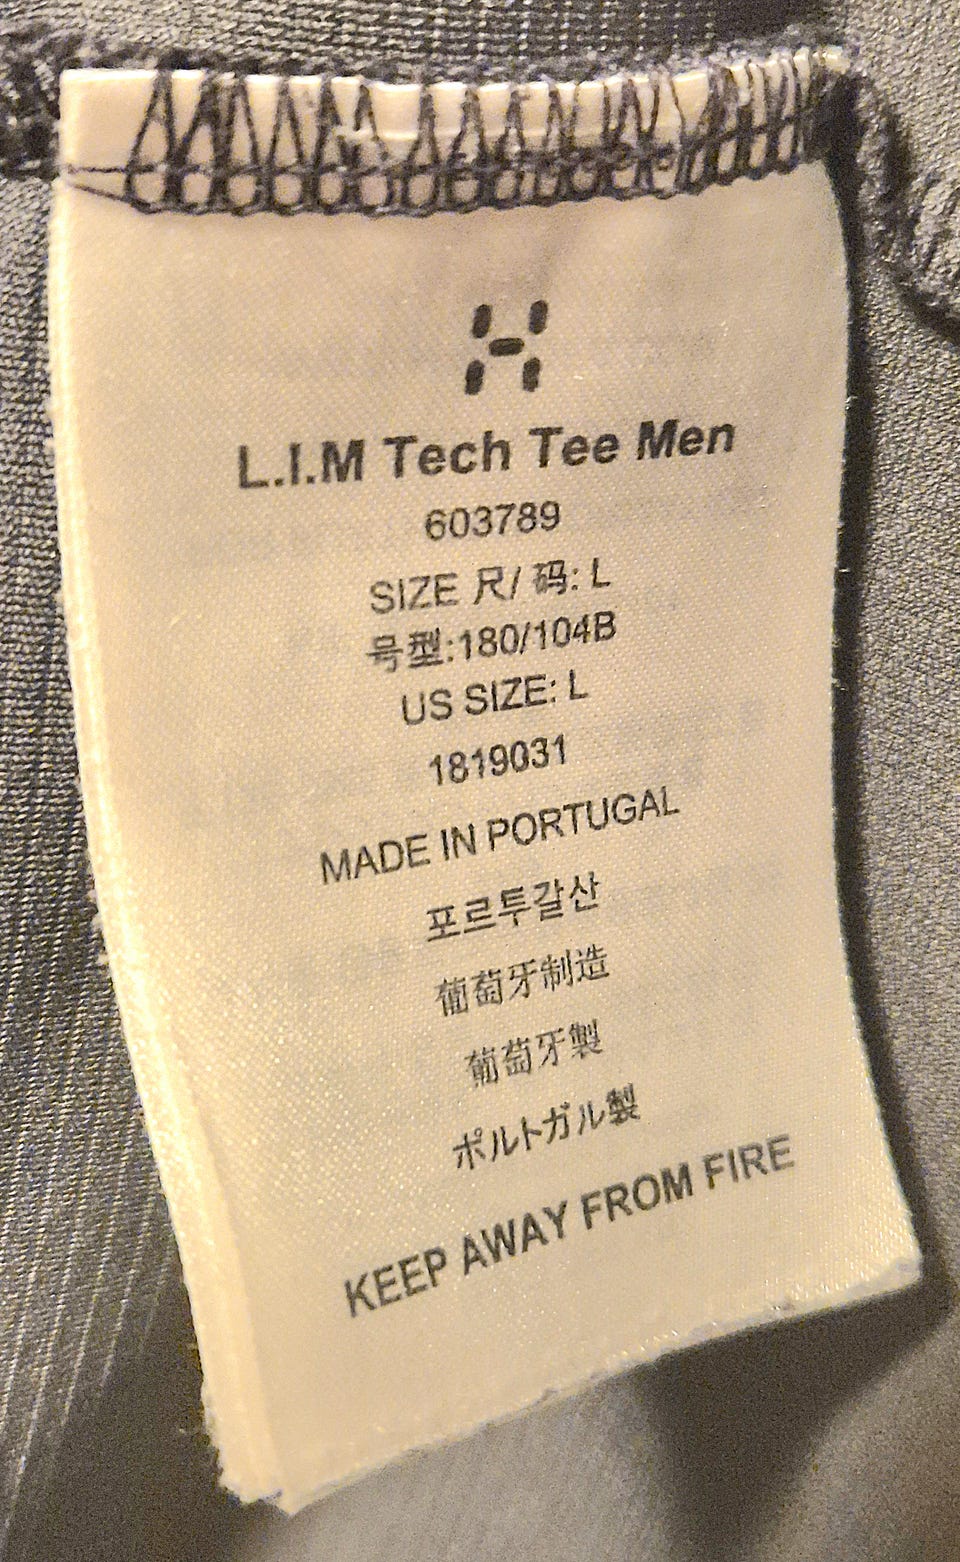 L.I.M Tech Tee Men
603789
SIZE 尺/ 码: L
号型:180/104B
US SIZE: L
1819031
MADE IN PORTUGAL
포르투갈산
葡萄牙制造
葡萄牙製
ポルトガル製
KEEP AWAY FROM FIRE